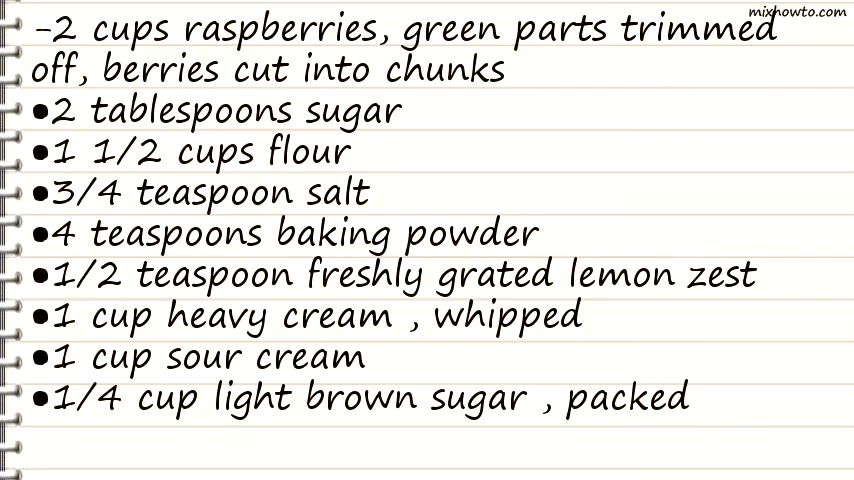 mixhowto.com
-2 cups raspberries, green parts trimmed
off, berries cut into chunks
●2 tablespoons sugar
●1 1/2 cups flour
●3/4 teaspoon salt
●4 teaspoons baking powder
●1/2 teaspoon freshly grated lemon zest
●1 cup heavy cream , whipped
●1 cup sour cream
●1/4 cup light brown sugar , packed